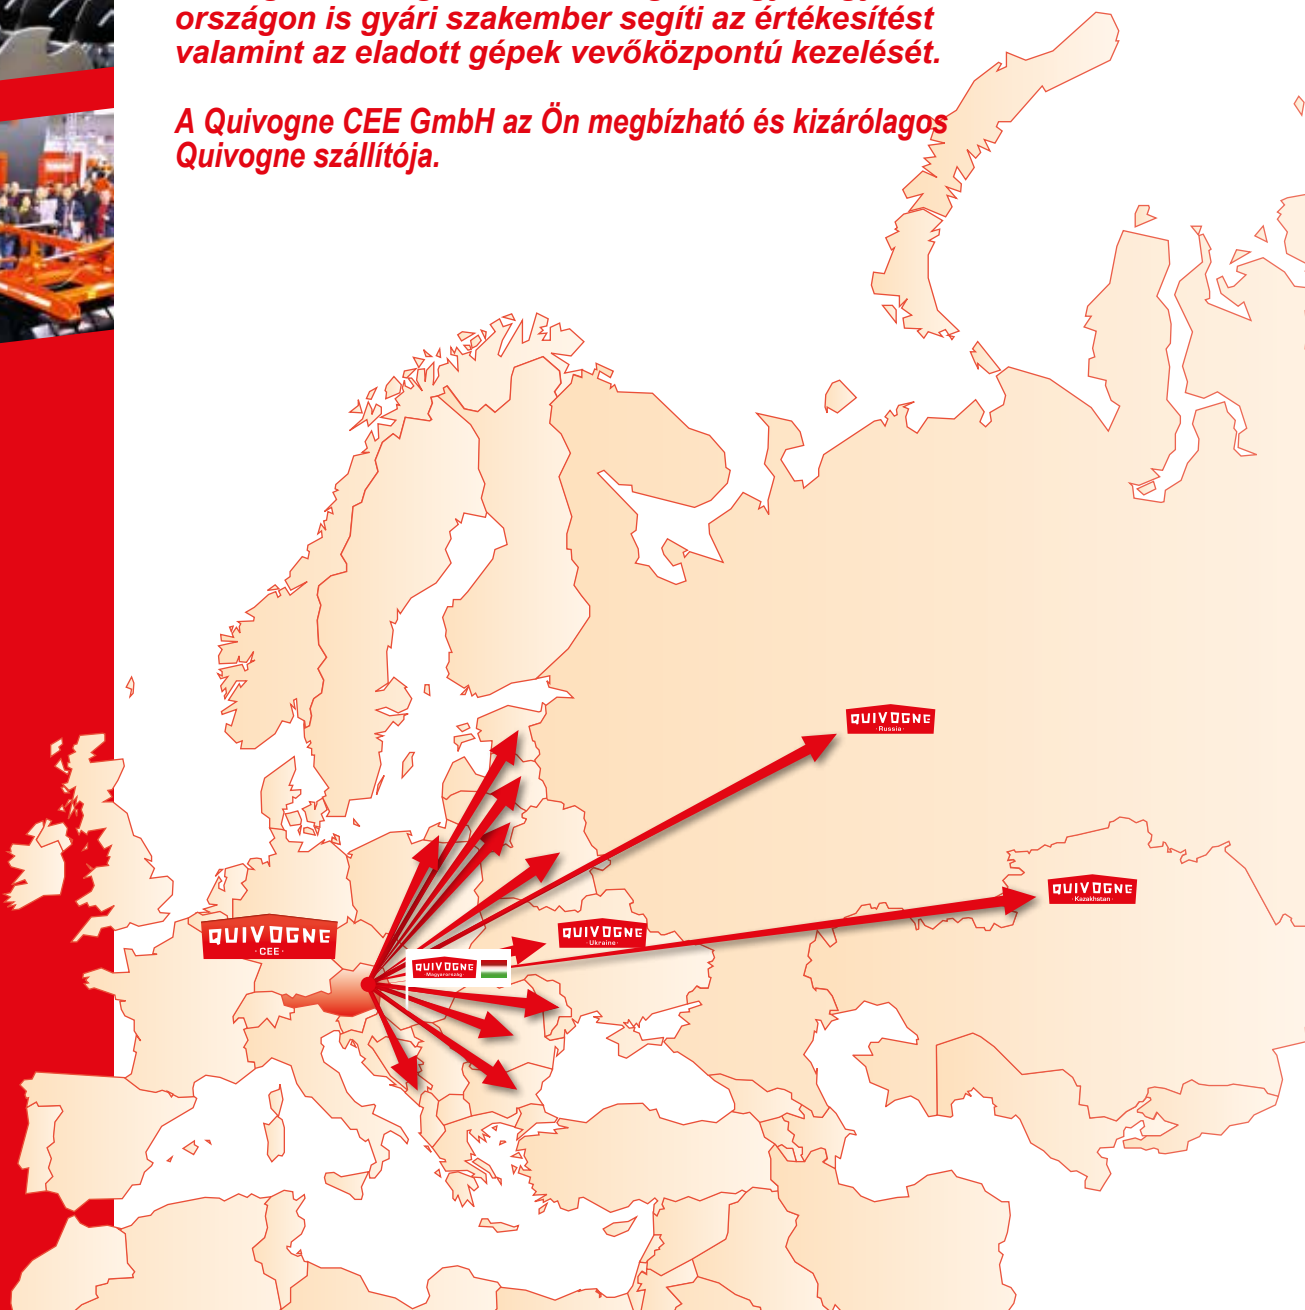 országon is gyári szakember segíti az értékesítést
valamint az eladott gépek vevőközpontú kezelését.
A Quivogne CEE GmbH az Ön megbízható és kizárólagos
Quivogne szállítója.
QUIVOGNE
·Russia·
QUIVOGNE
·Kazakhstan·
QUIVOGNE
·CEE·
QUIVOGNE
·Ukraine·
QUIVOGNE
·Magyarország·